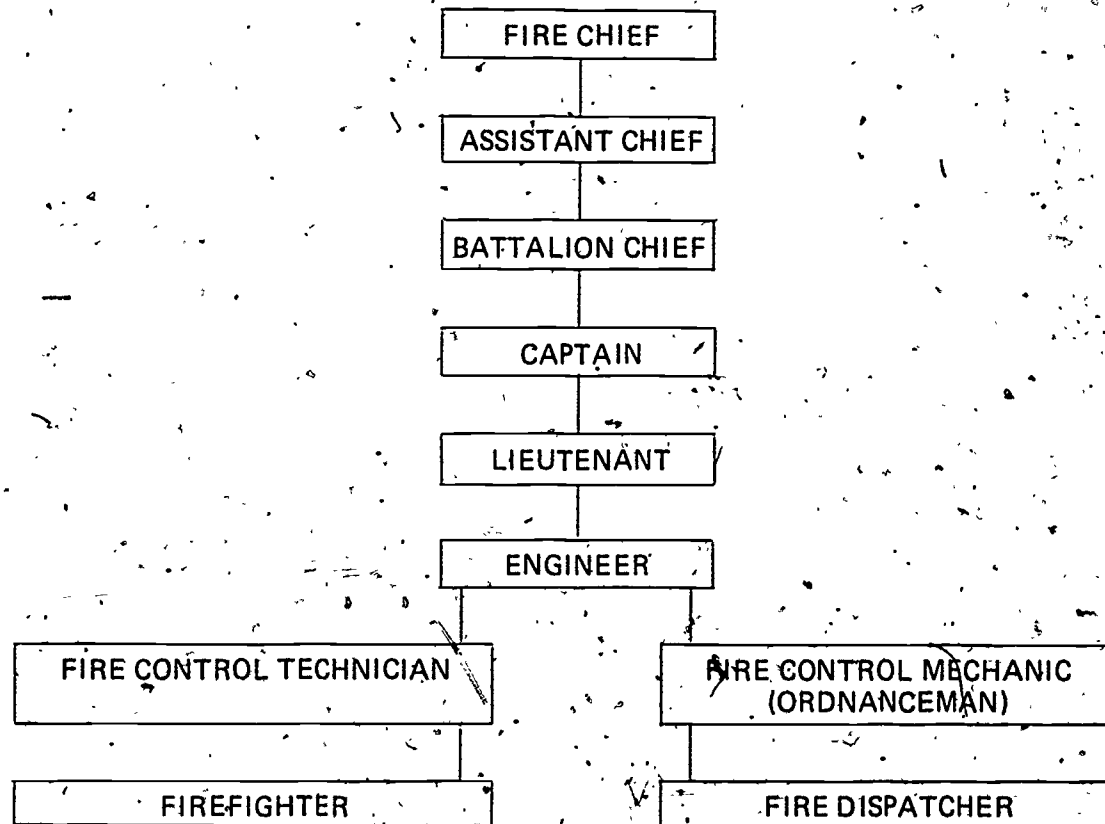 FIRE CHIEF
ASSISTANT CHIEF
BATTALION CHIEF
CAPTAIN
LIEUTENANT
ENGINEER
FIRE CONTROL TECHNICIAN
FIRE CONTROL MECHANIC
(ORDNANCEMAN)
FIREFIGHTER
FIRE DISPATCHER